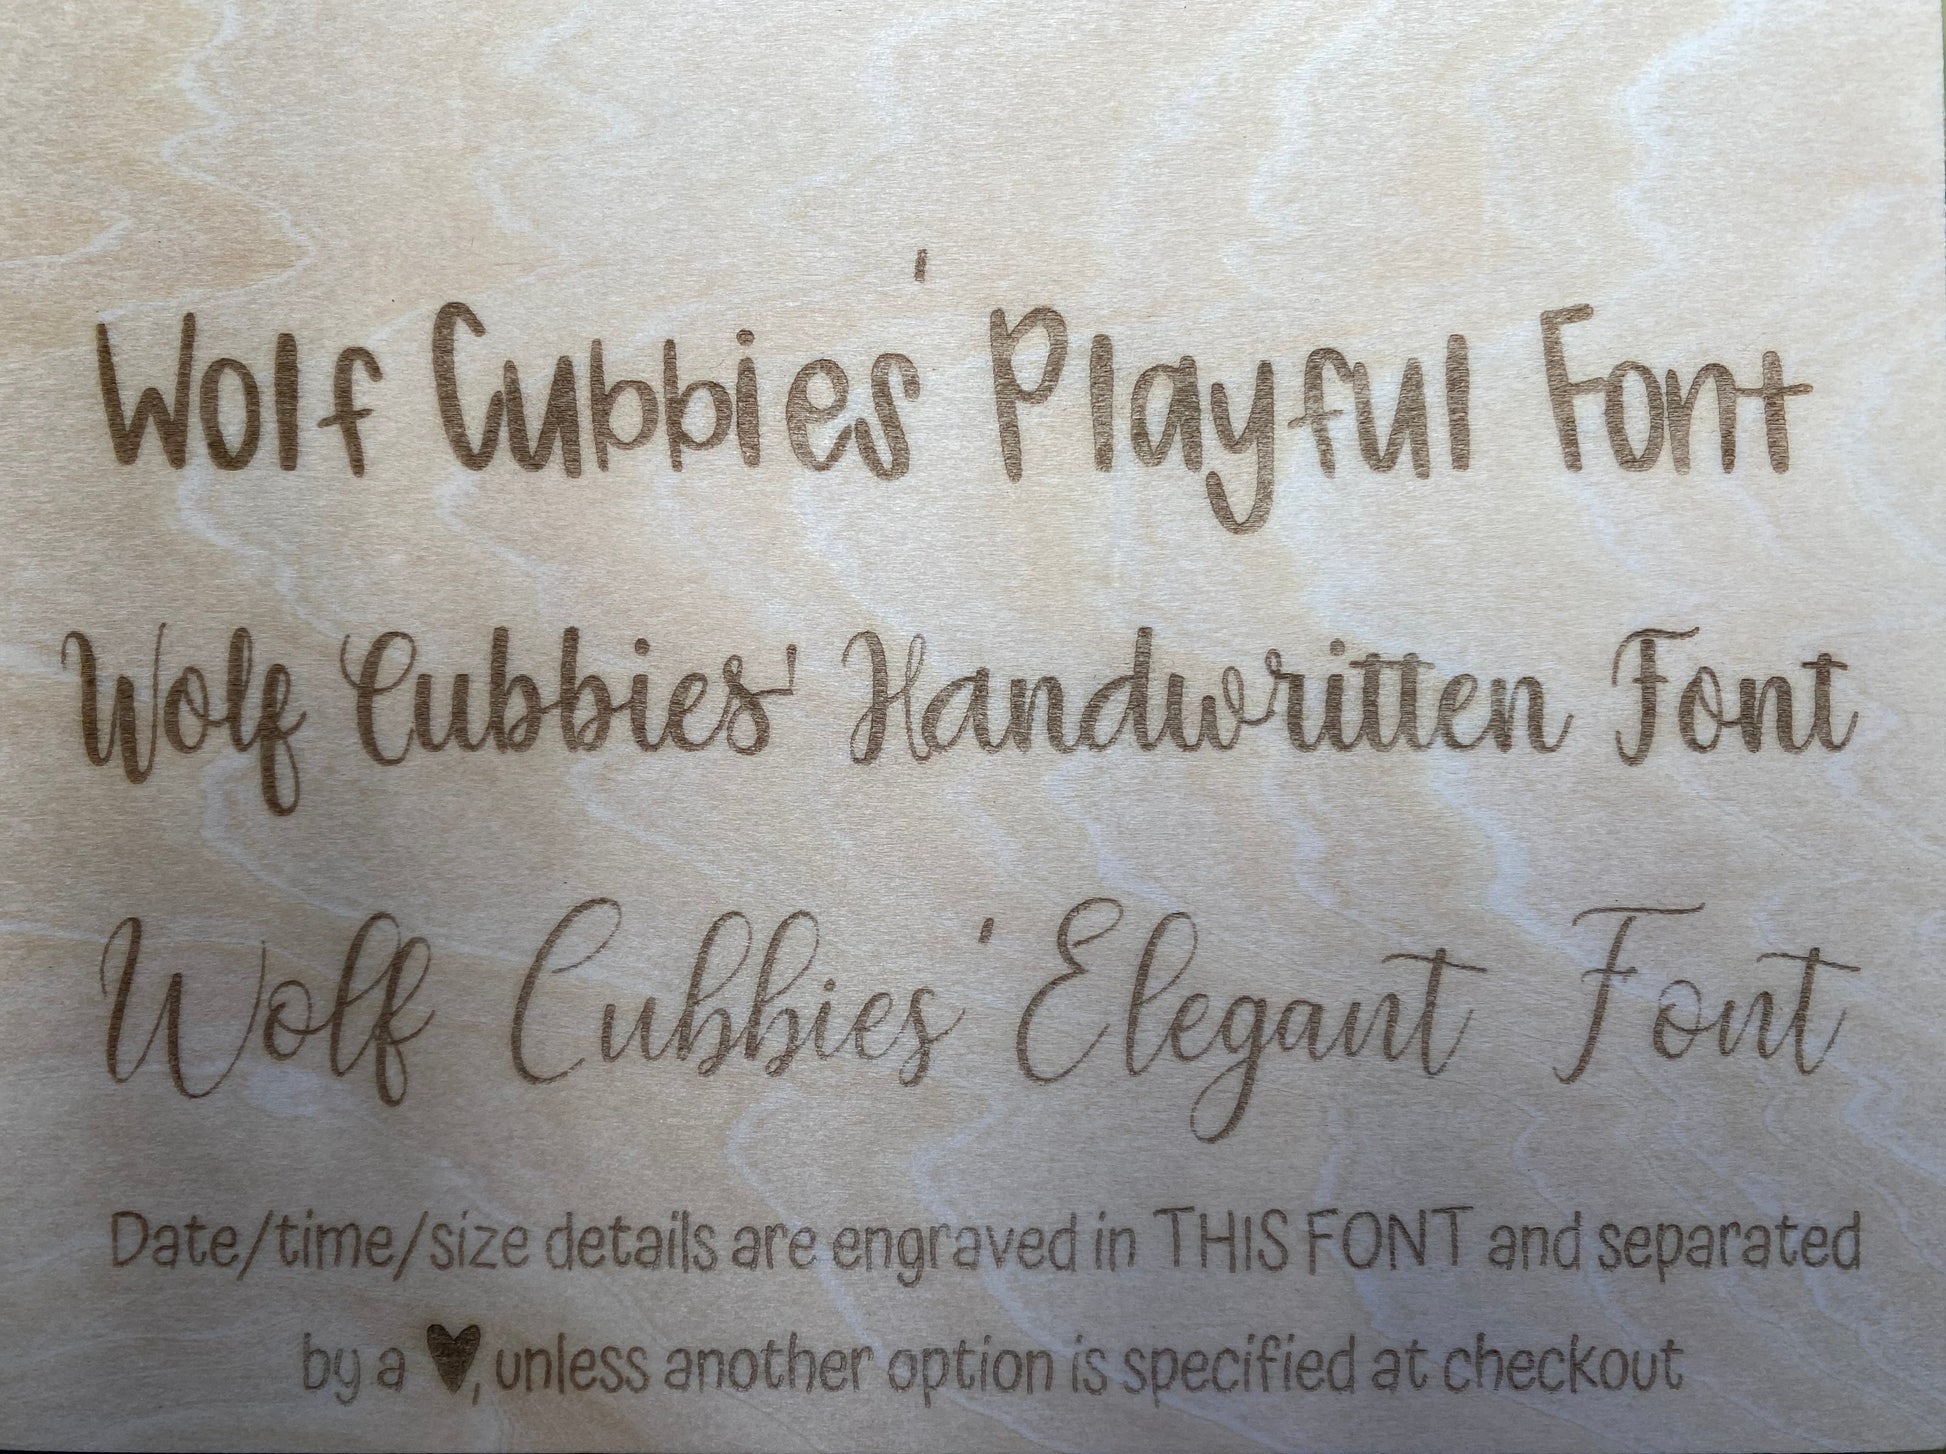 Wolf Cubbies' Playful Font
Wolf Cubbies' Handwritten Font
Wolf Cubbies' Elegant Font
Date/time/size details are engraved in THIS FONT and separated
by a ♥, unless another option is specified at checkout